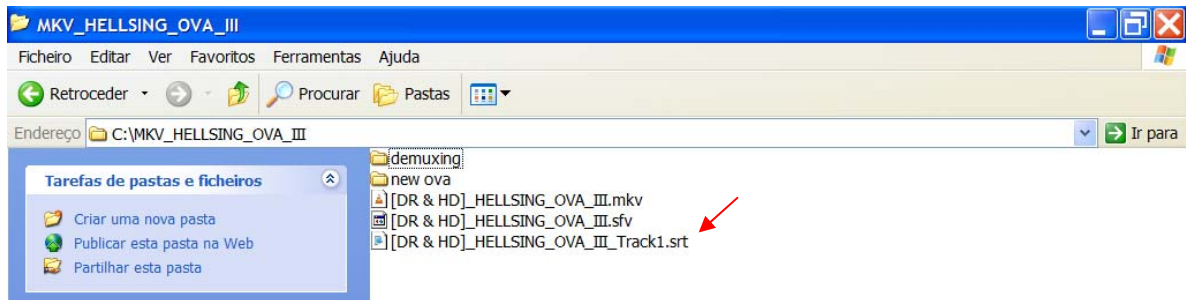 MKV_HELLSING_OVA_III
Ficheiro Editar Ver Favoritos Ferramentas Ajuda
Retroceder Procurar Pastas
Endereço C:\MKV_HELLSING_OVA_III Ir para
Tarefas de pastas e ficheiros
Criar uma nova pasta
Publicar esta pasta na Web
Partilhar esta pasta
demuxing
new ova
[DR & HD]_HELLSING_OVA_III.mkv
[DR & HD]_HELLSING_OVA_III.sfv
[DR & HD]_HELLSING_OVA_III_Track1.srt